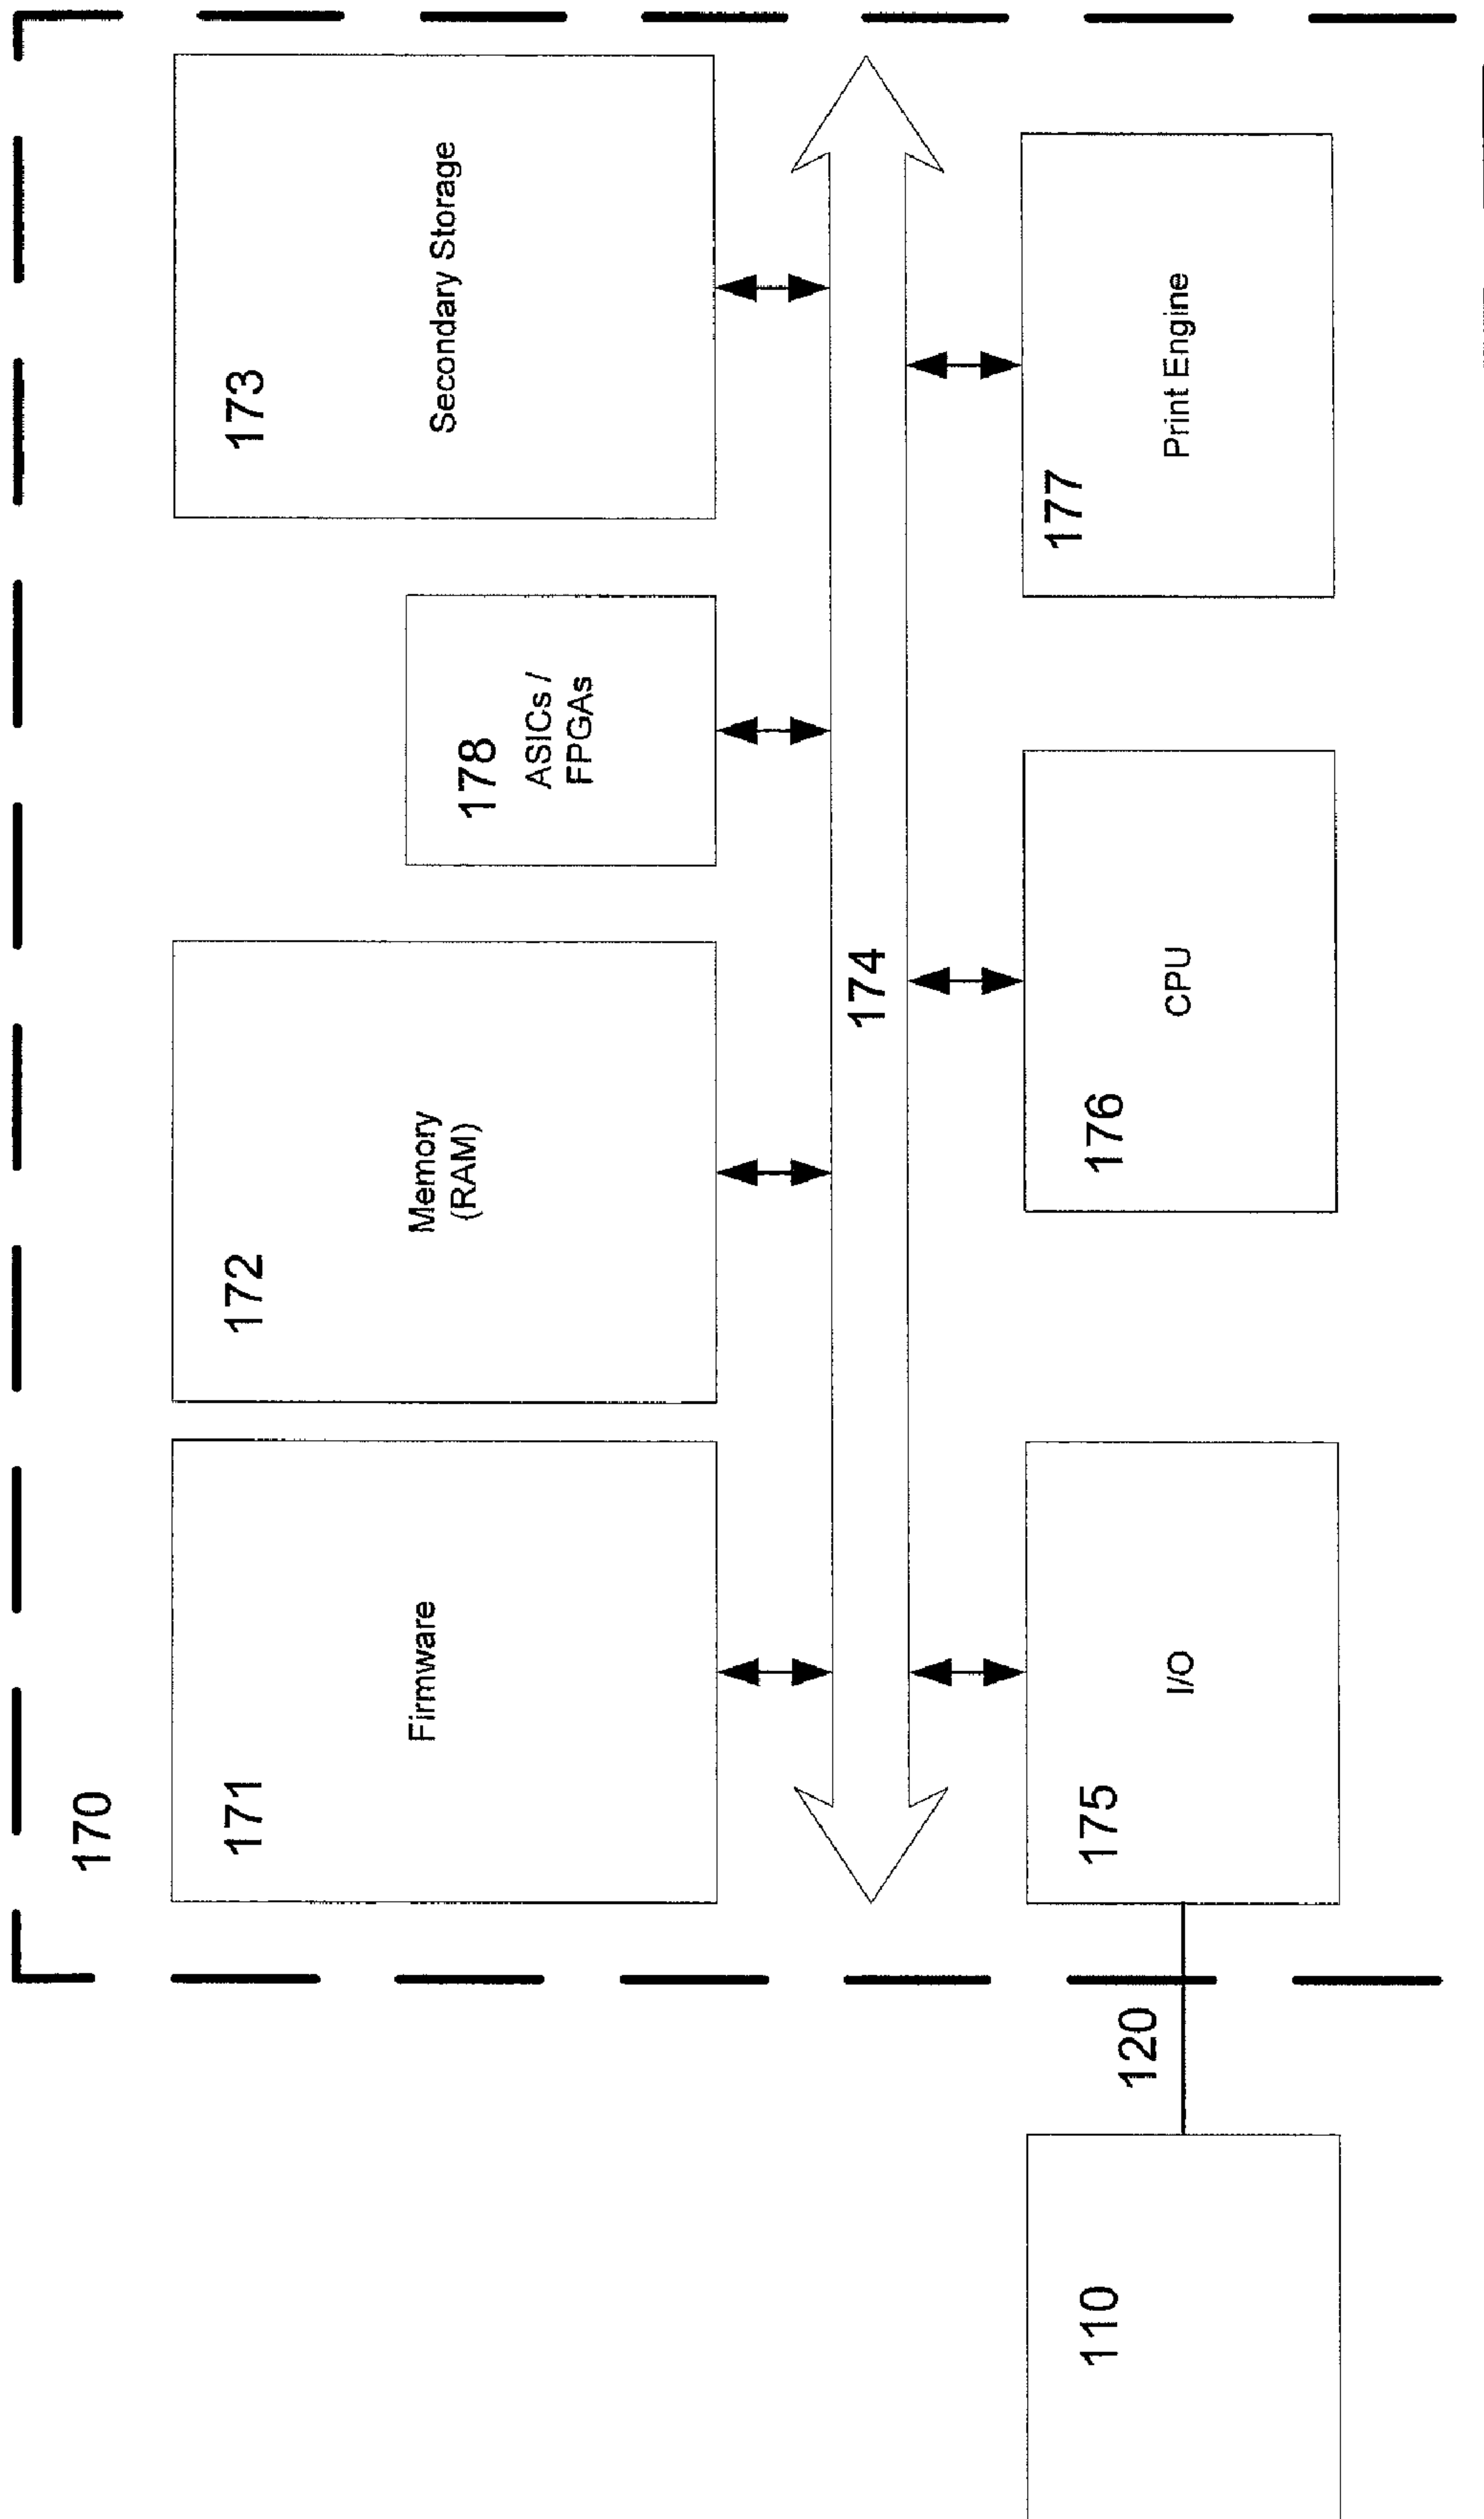 170
171
Firmware
172
Memory
(RAM)
178
ASICs /
FPGAs
173
Secondary Storage
174
110
120
175
I/O
176
CPU
177
Print Engine